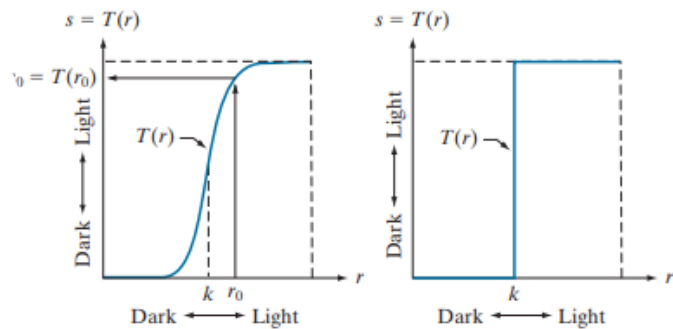 s = T(r)
₀ = T(r₀)
Light
Dark
T(r)
k r₀
r
Dark Light
s = T(r)
Light
Dark
T(r)
k
r
Dark Light